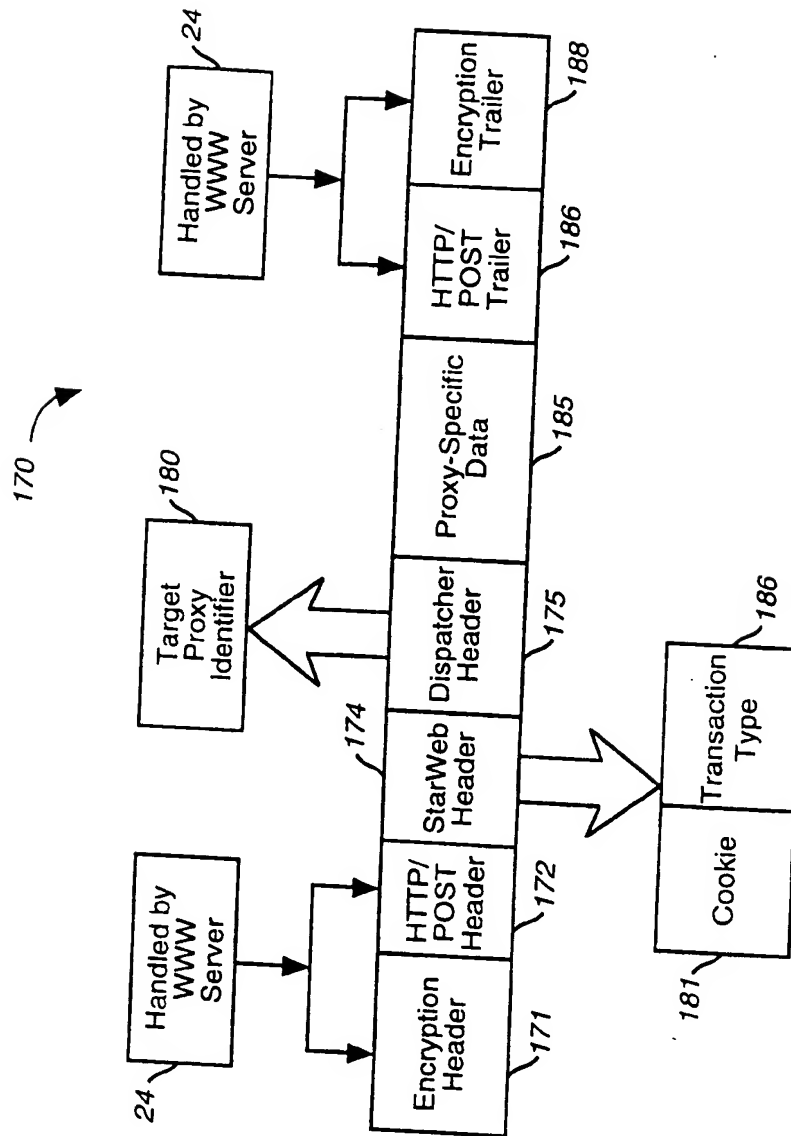 170
24
Handled by
WWW
Server
180
Target
Proxy
Identifier
Handled by
WWW
Server
24
174
Encryption
Header
HTTP/
POST
Header
StarWeb
Header
Dispatcher
Header
Proxy-Specific
Data
HTTP/
POST
Trailer
Encryption
Trailer
171
172
175
185
186
188
181
Cookie
Transaction
Type
186